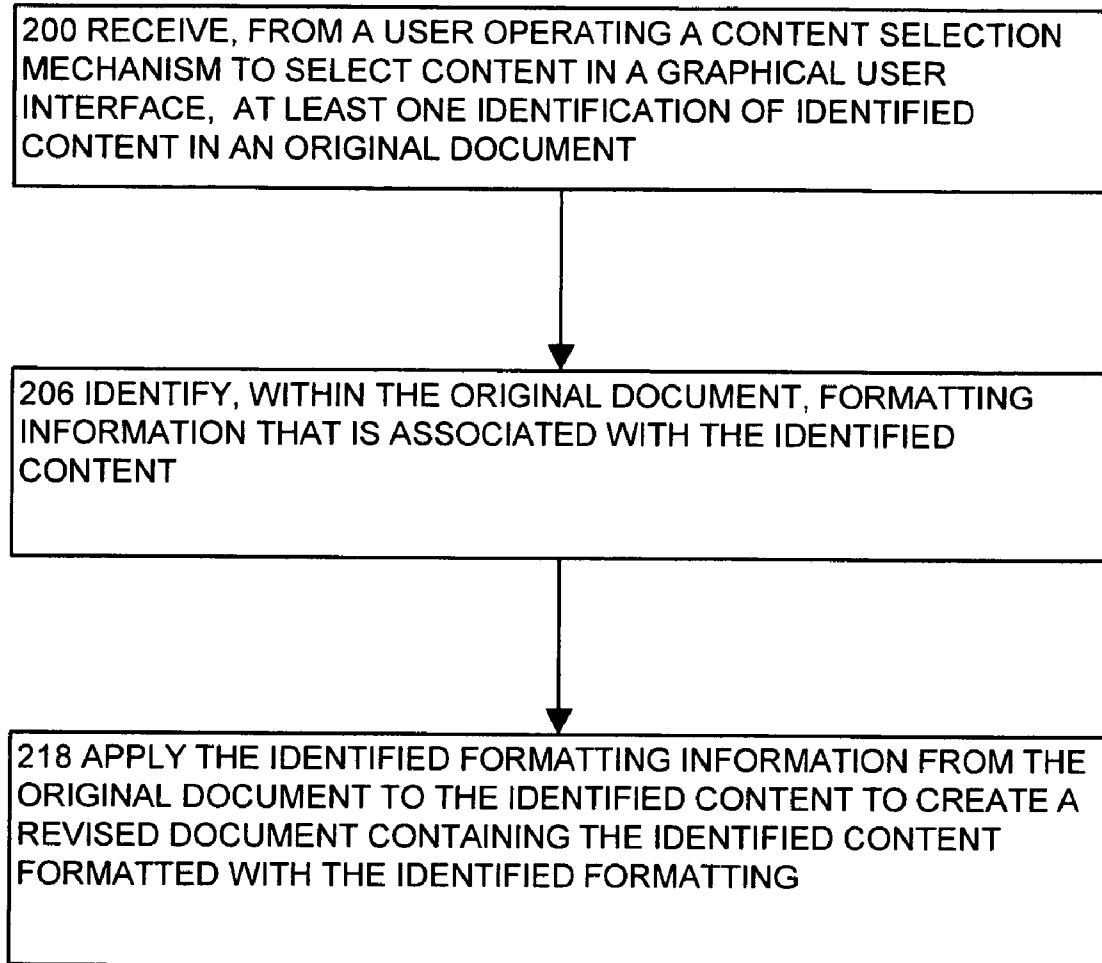 200 RECEIVE, FROM A USER OPERATING A CONTENT SELECTION
MECHANISM TO SELECT CONTENT IN A GRAPHICAL USER
INTERFACE, AT LEAST ONE IDENTIFICATION OF IDENTIFIED
CONTENT IN AN ORIGINAL DOCUMENT
206 IDENTIFY, WITHIN THE ORIGINAL DOCUMENT, FORMATTING
INFORMATION THAT IS ASSOCIATED WITH THE IDENTIFIED
CONTENT
218 APPLY THE IDENTIFIED FORMATTING INFORMATION FROM THE
ORIGINAL DOCUMENT TO THE IDENTIFIED CONTENT TO CREATE A
REVISED DOCUMENT CONTAINING THE IDENTIFIED CONTENT
FORMATTED WITH THE IDENTIFIED FORMATTING